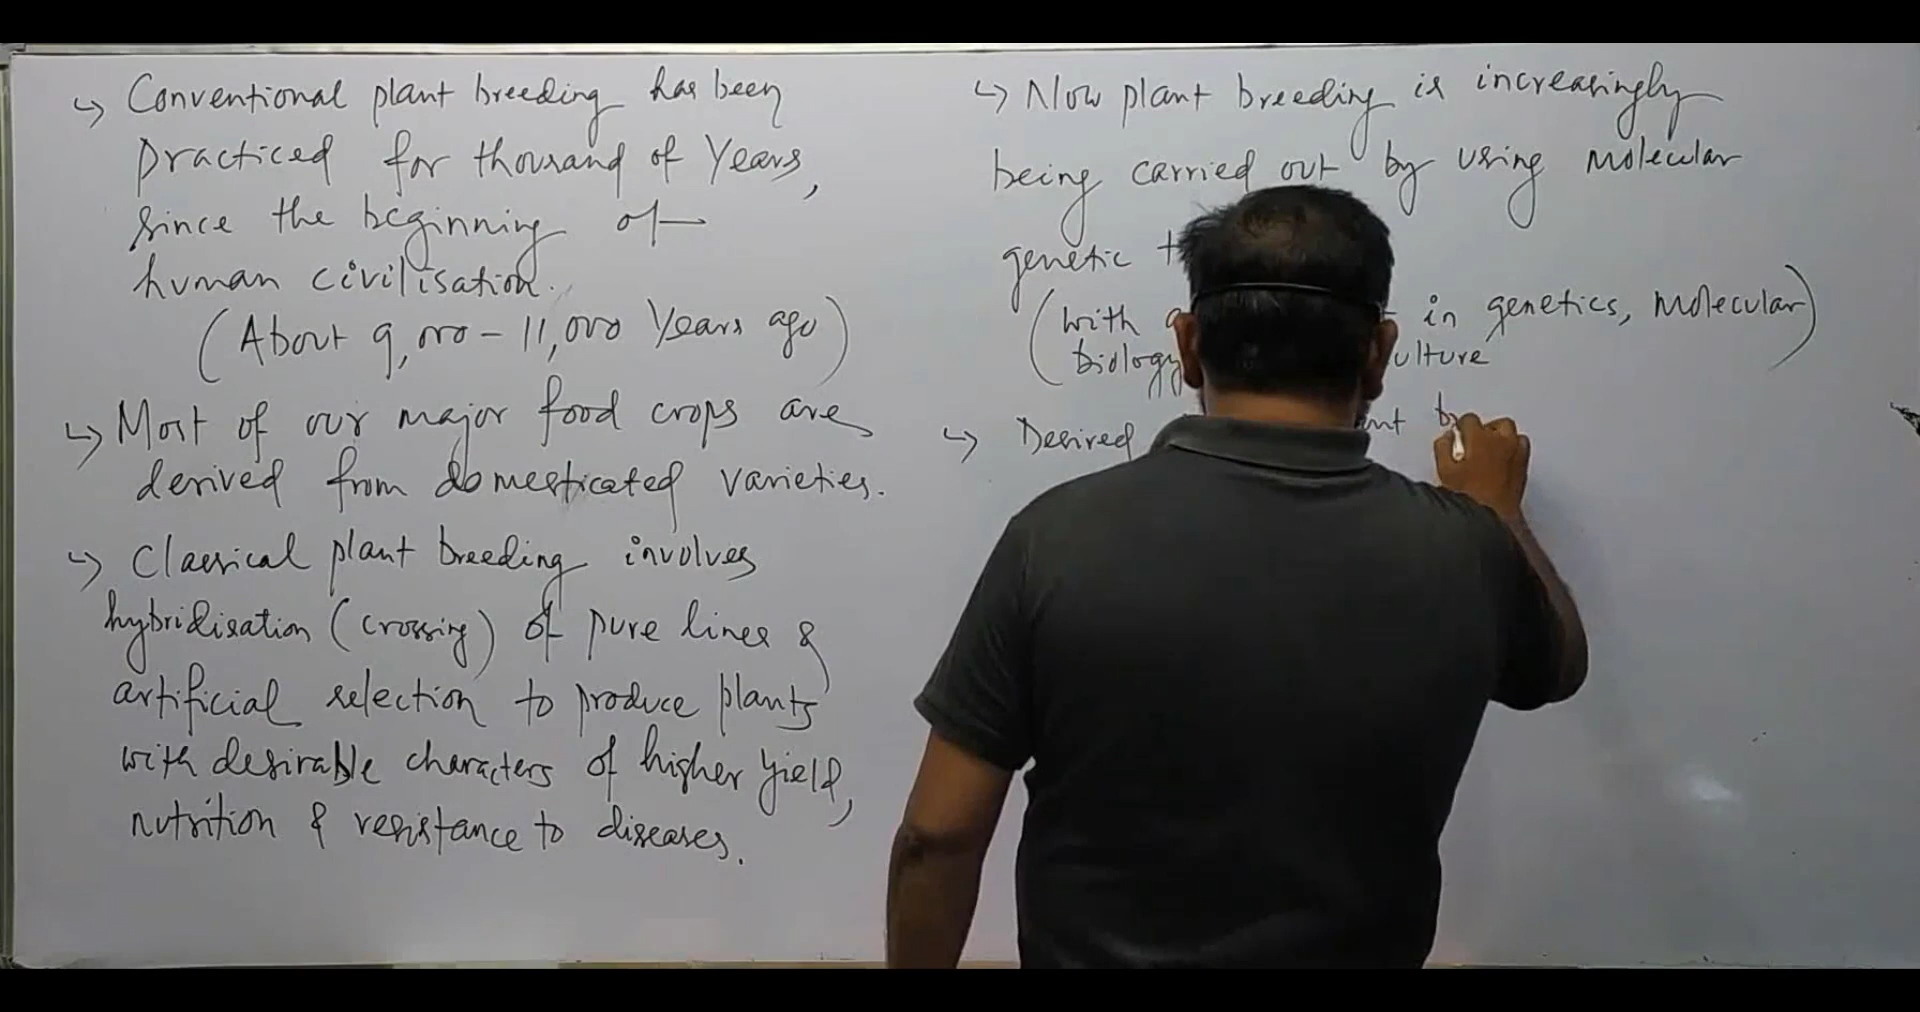 ↳ Conventional plant breeding has been
practiced for thousand of Years,
since the beginning of
human civilisation.
(About 9,000 - 11,000 Years ago)
↳ Most of our major food crops are
derived from domesticated varieties.
↳ Classical plant breeding involves
hybridisation (crossing) of pure lines &
artificial selection to produce plants
with desirable characters of higher yield,
nutrition & resistance to diseases.
↳ Now plant breeding is increasingly
being carried out by using molecular
genetic
(with in genetics, molecular)
biology
↳ Desired